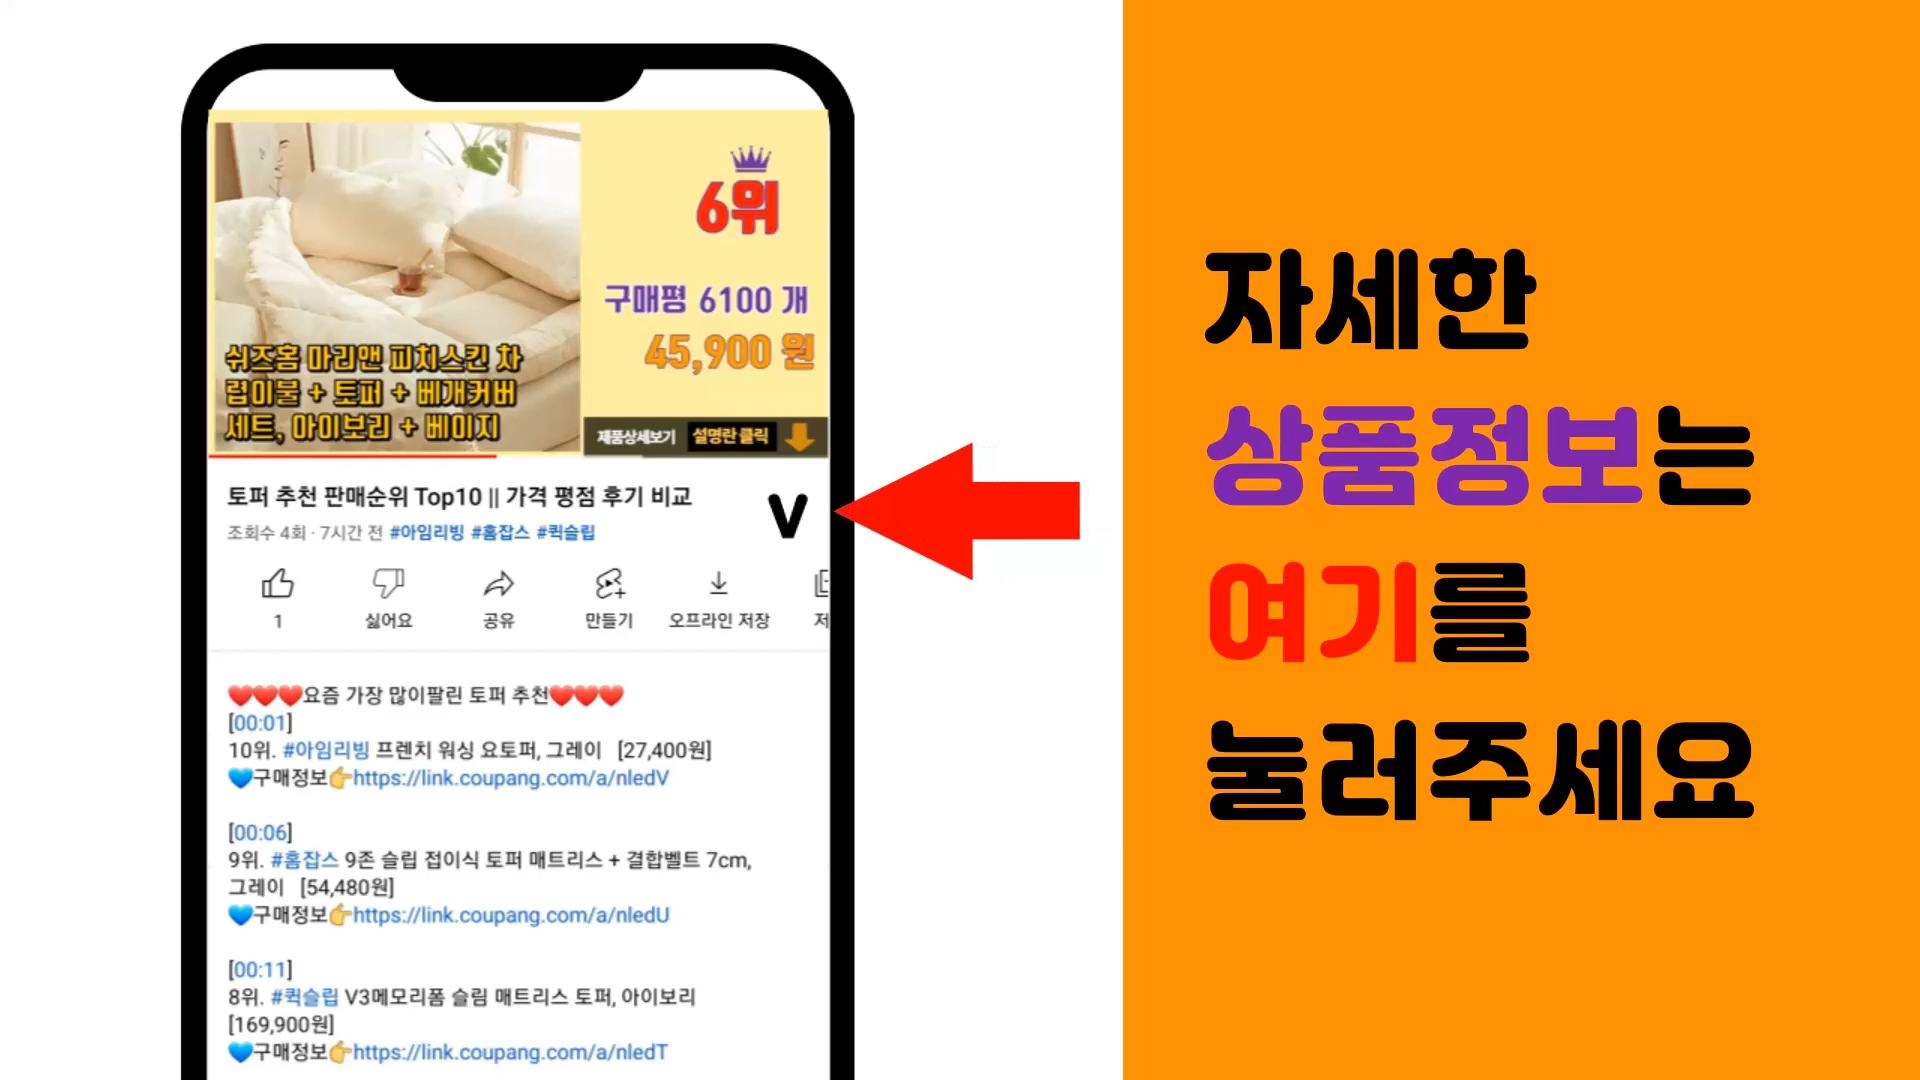 6위
구매평 6100 개
45,900 원
쉬즈홈 마리앤 피치스킨 차
렵이불 + 토퍼 + 베개커버
세트, 아이보리 + 베이지
제품상세보기 설명란 클릭
토퍼 추천 판매순위 Top10 || 가격 평점 후기 비교
V
조회수 4회 · 7시간 전 #아임리빙 #홈잡스 #퀵슬립
1 싫어요 공유 만들기 오프라인 저장 저
❤️❤️❤️요즘 가장 많이팔린 토퍼 추천❤️❤️❤️
[00:01]
10위. #아임리빙 프렌치 워싱 요토퍼, 그레이 [27,400원]
💙구매정보👉https://link.coupang.com/a/nledV
[00:06]
9위. #홈잡스 9존 슬립 접이식 토퍼 매트리스 + 결합벨트 7cm,
그레이 [54,480원]
💙구매정보👉https://link.coupang.com/a/nledU
[00:11]
8위. #퀵슬립 V3메모리폼 슬림 매트리스 토퍼, 아이보리
[169,900원]
💙구매정보👉https://link.coupang.com/a/nledT
자세한
상품정보는
여기를
눌러주세요